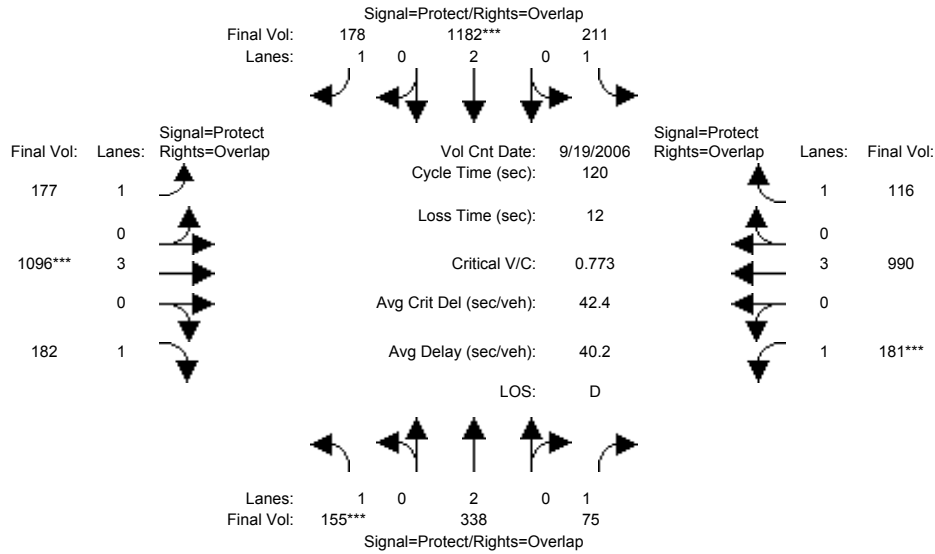 Signal=Protect/Rights=Overlap
Final Vol: 178 1182*** 211
Lanes: 1 0 2 0 1
Signal=Protect
Final Vol: Lanes: Rights=Overlap
Vol Cnt Date: 9/19/2006
Signal=Protect
Rights=Overlap Lanes: Final Vol:
Cycle Time (sec): 120
177 1
1 116
Loss Time (sec): 12
0
0
1096*** 3
Critical V/C: 0.773
3 990
0
Avg Crit Del (sec/veh): 42.4
0
182 1
Avg Delay (sec/veh): 40.2
1 181***
LOS: D
Lanes: 1 0 2 0 1
Final Vol: 155*** 338 75
Signal=Protect/Rights=Overlap